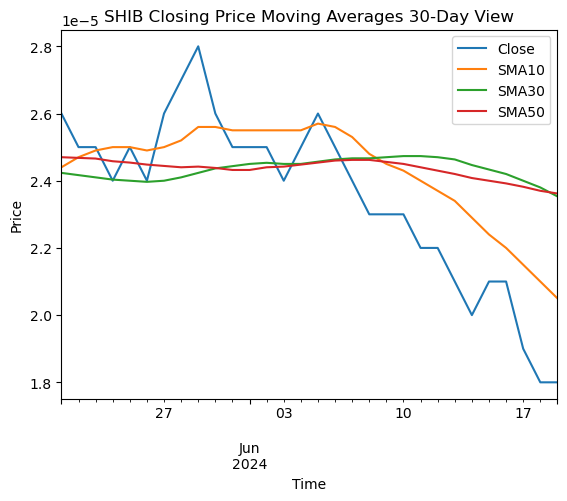 SHIB Closing Price Moving Averages 30-Day View
1e−5
Close
SMA10
SMA30
SMA50
2.8
2.6
2.4
2.2
2.0
1.8
Price
27 03 10 17
Jun
2024
Time